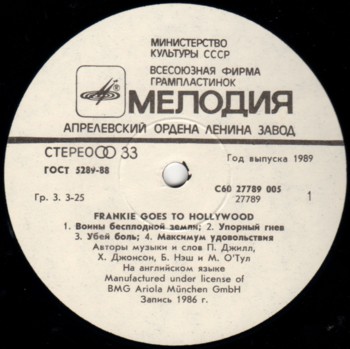 МИНИСТЕРСТВО
КУЛЬТУРЫ СССР
ВСЕСОЮЗНАЯ ФИРМА
ГРАМПЛАСТИНОК
МЕЛОДИЯ
АПРЕЛЕВСКИЙ ОРДЕНА ЛЕНИНА ЗАВОД
СТЕРЕО 33
Год выпуска 1989
ГОСТ 5289-88
Гр. 3. 3-25
С60 27789 005
27789
1
FRANKIE GOES TO HOLLYWOOD
1. Воины бесплодной земли; 2. Упорный гнев
3. Убей боль; 4. Максимум удовольствия
Авторы музыки и слов П. Джилл,
Х. Джонсон, Б. Нэш и М. О'Тул
На английском языке
Manufactured under license of
BMG Ariola München GmbH
Запись 1986 г.